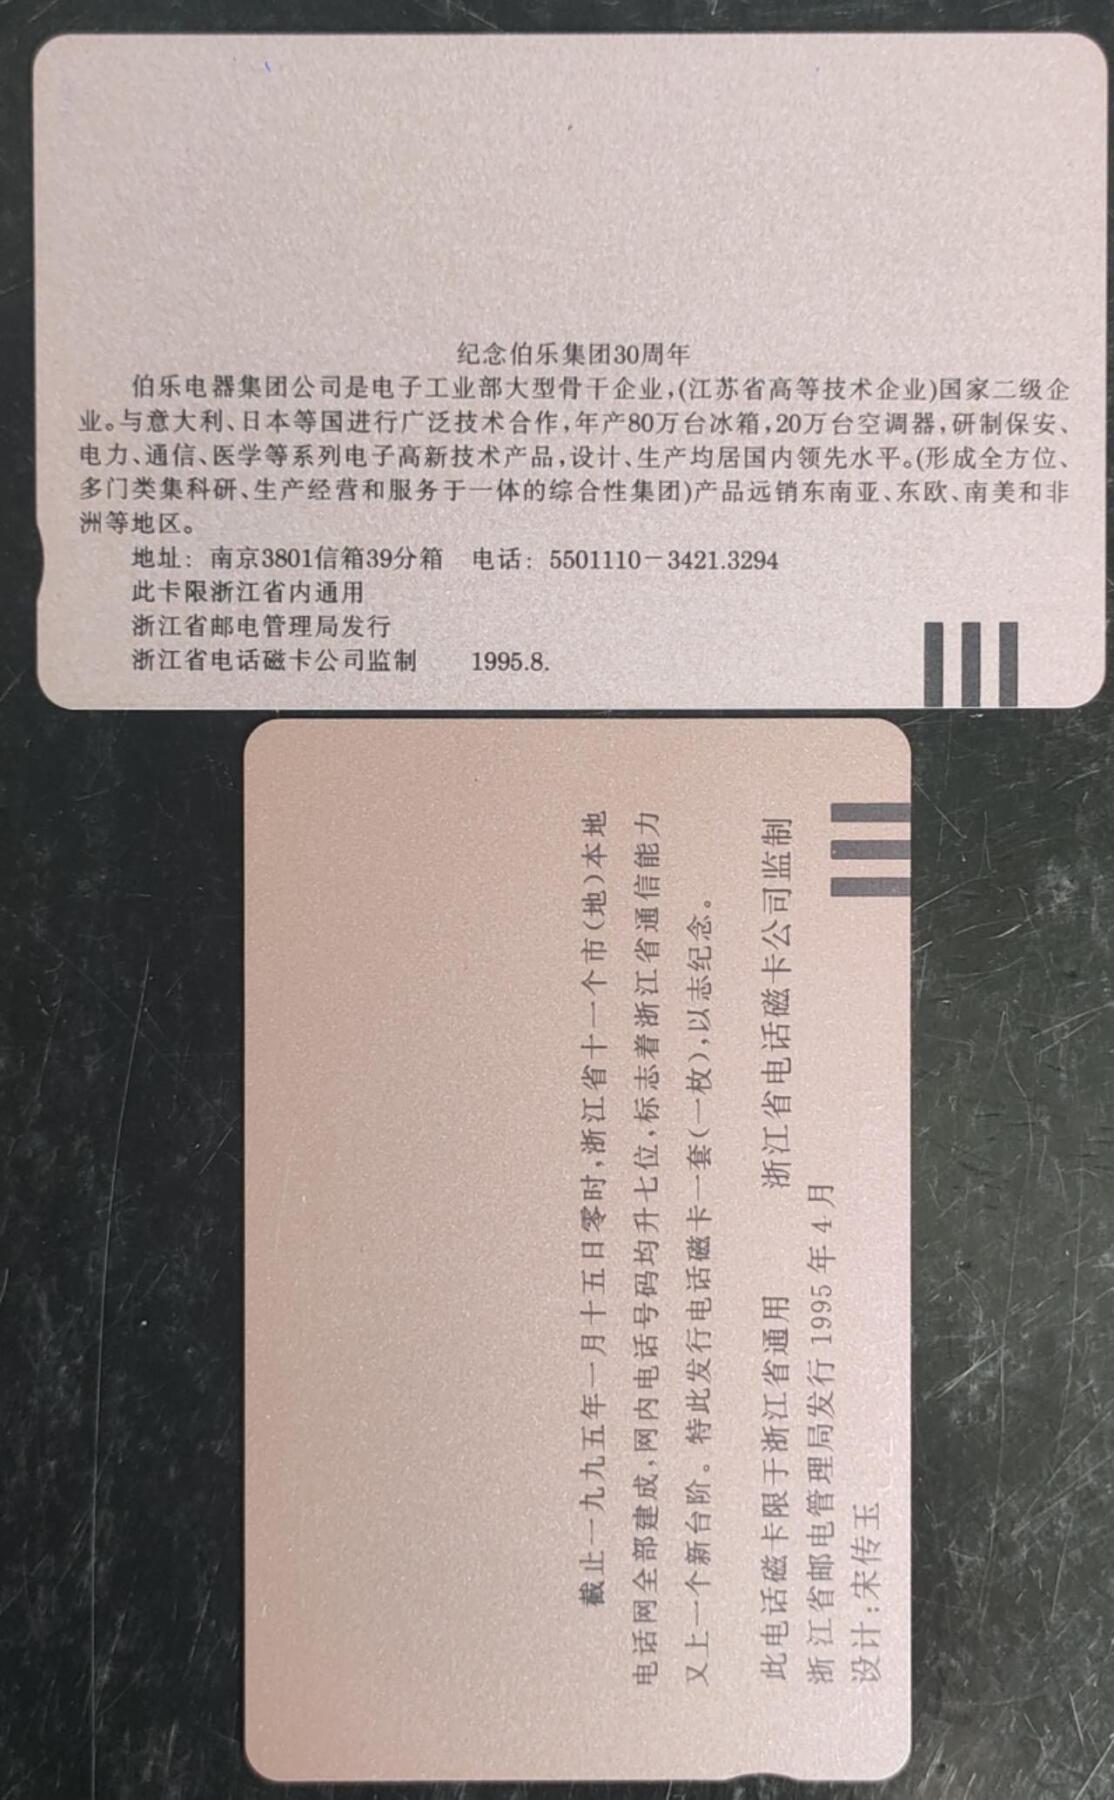 纪念伯乐集团30周年
伯乐电器集团公司是电子工业部大型骨干企业,(江苏省高等技术企业)国家二级企
业。与意大利、日本等国进行广泛技术合作,年产80万台冰箱,20万台空调器,研制保安、
电力、通信、医学等系列电子高新技术产品,设计、生产均居国内领先水平。(形成全方位、
多门类集科研、生产经营和服务于一体的综合性集团)产品远销东南亚、东欧、南美和非
洲等地区。
地址: 南京3801信箱39分箱 电话: 5501110-3421.3294
此卡限浙江省内通用
浙江省邮电管理局发行
浙江省电话磁卡公司监制 1995.8.
截止一九九五年一月十五日零时,浙江省十一个市(地)本地
电话网全部建成,网内电话号码均升七位,标志着浙江省通信能力
又上一个新台阶。特此发行电话磁卡一套(一枚),以志纪念。
此电话磁卡限于浙江省通用 浙江省电话磁卡公司监制
浙江省邮电管理局发行 1995年4月
设计:宋传玉